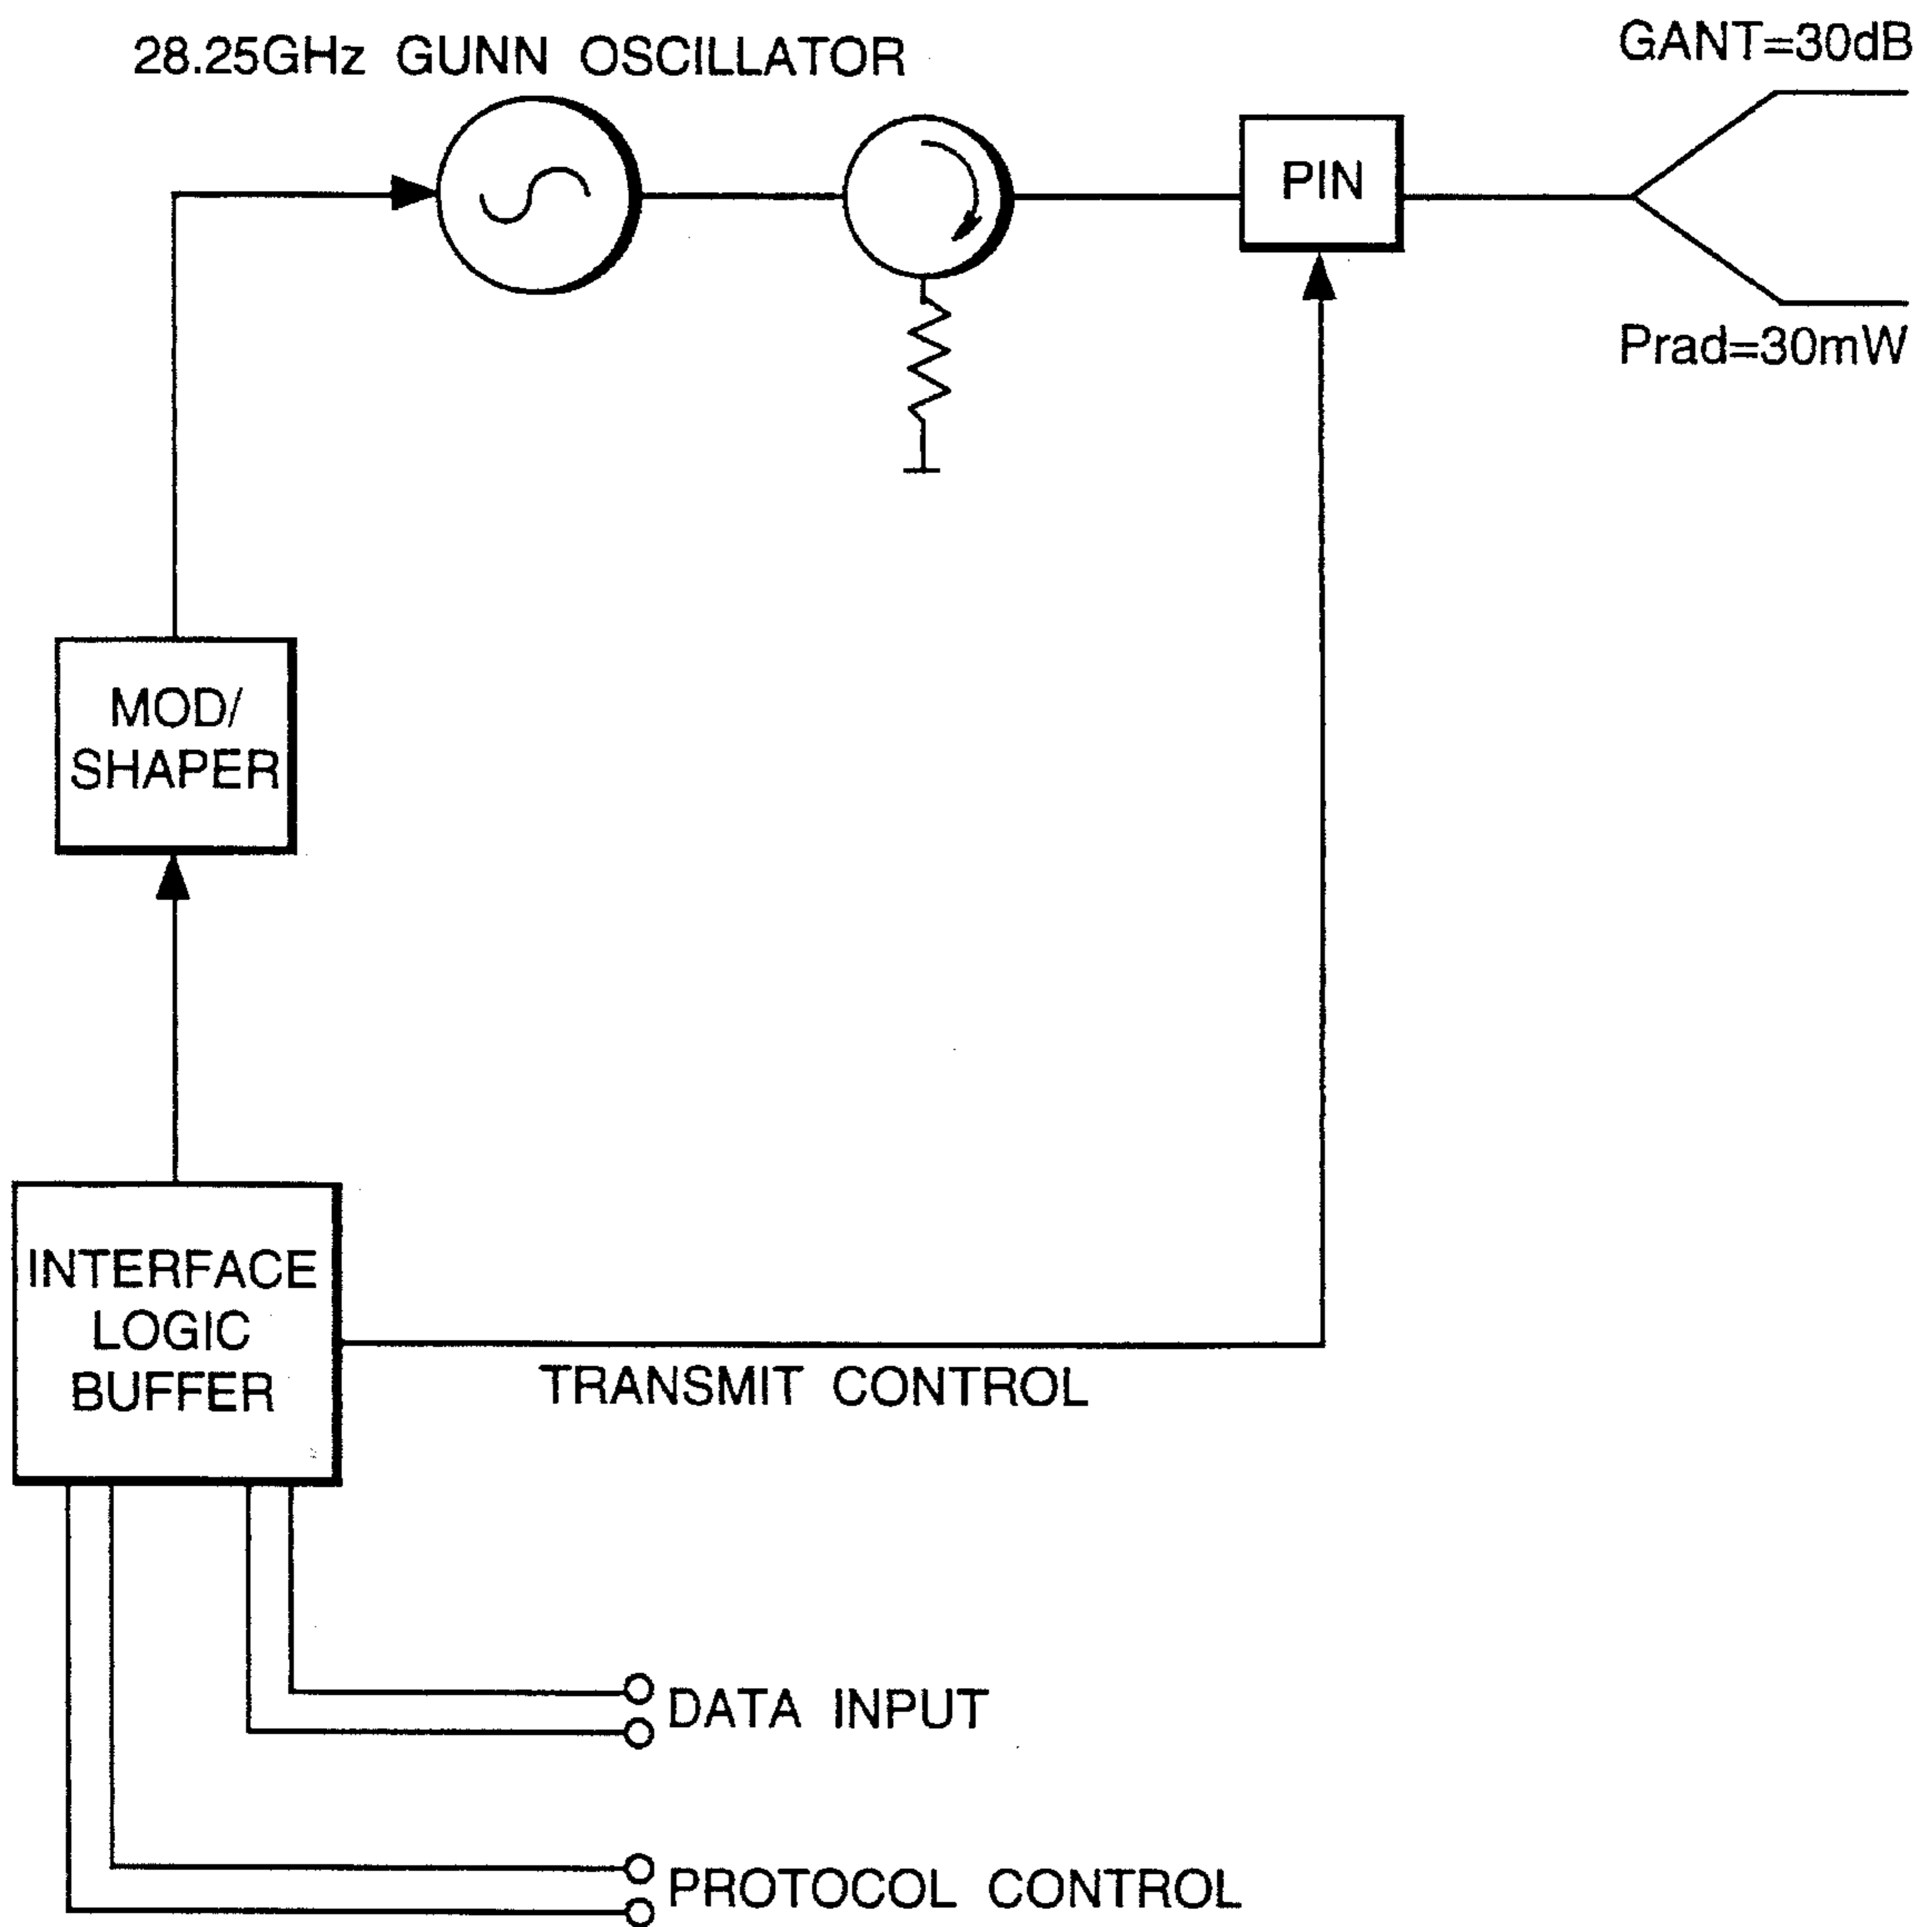 28.25GHz GUNN OSCILLATOR
GANT=30dB
PIN
Prad=30mW
MOD/
SHAPER
INTERFACE
LOGIC
BUFFER
TRANSMIT CONTROL
DATA INPUT
PROTOCOL CONTROL